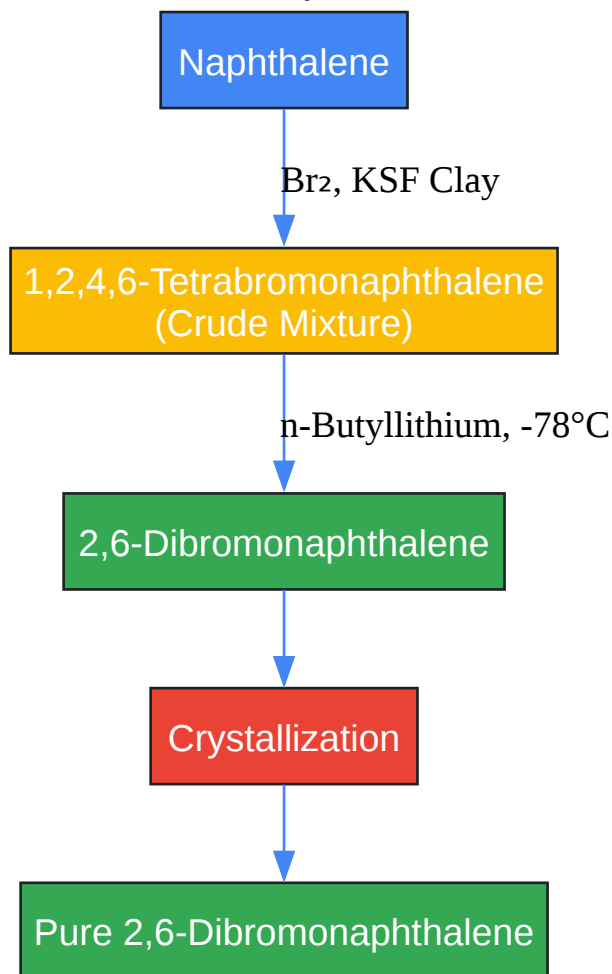 Naphthalene
Br₂, KSF Clay
1,2,4,6-Tetrabromonaphthalene
(Crude Mixture)
n-Butyllithium, -78°C
2,6-Dibromonaphthalene
Crystallization
Pure 2,6-Dibromonaphthalene